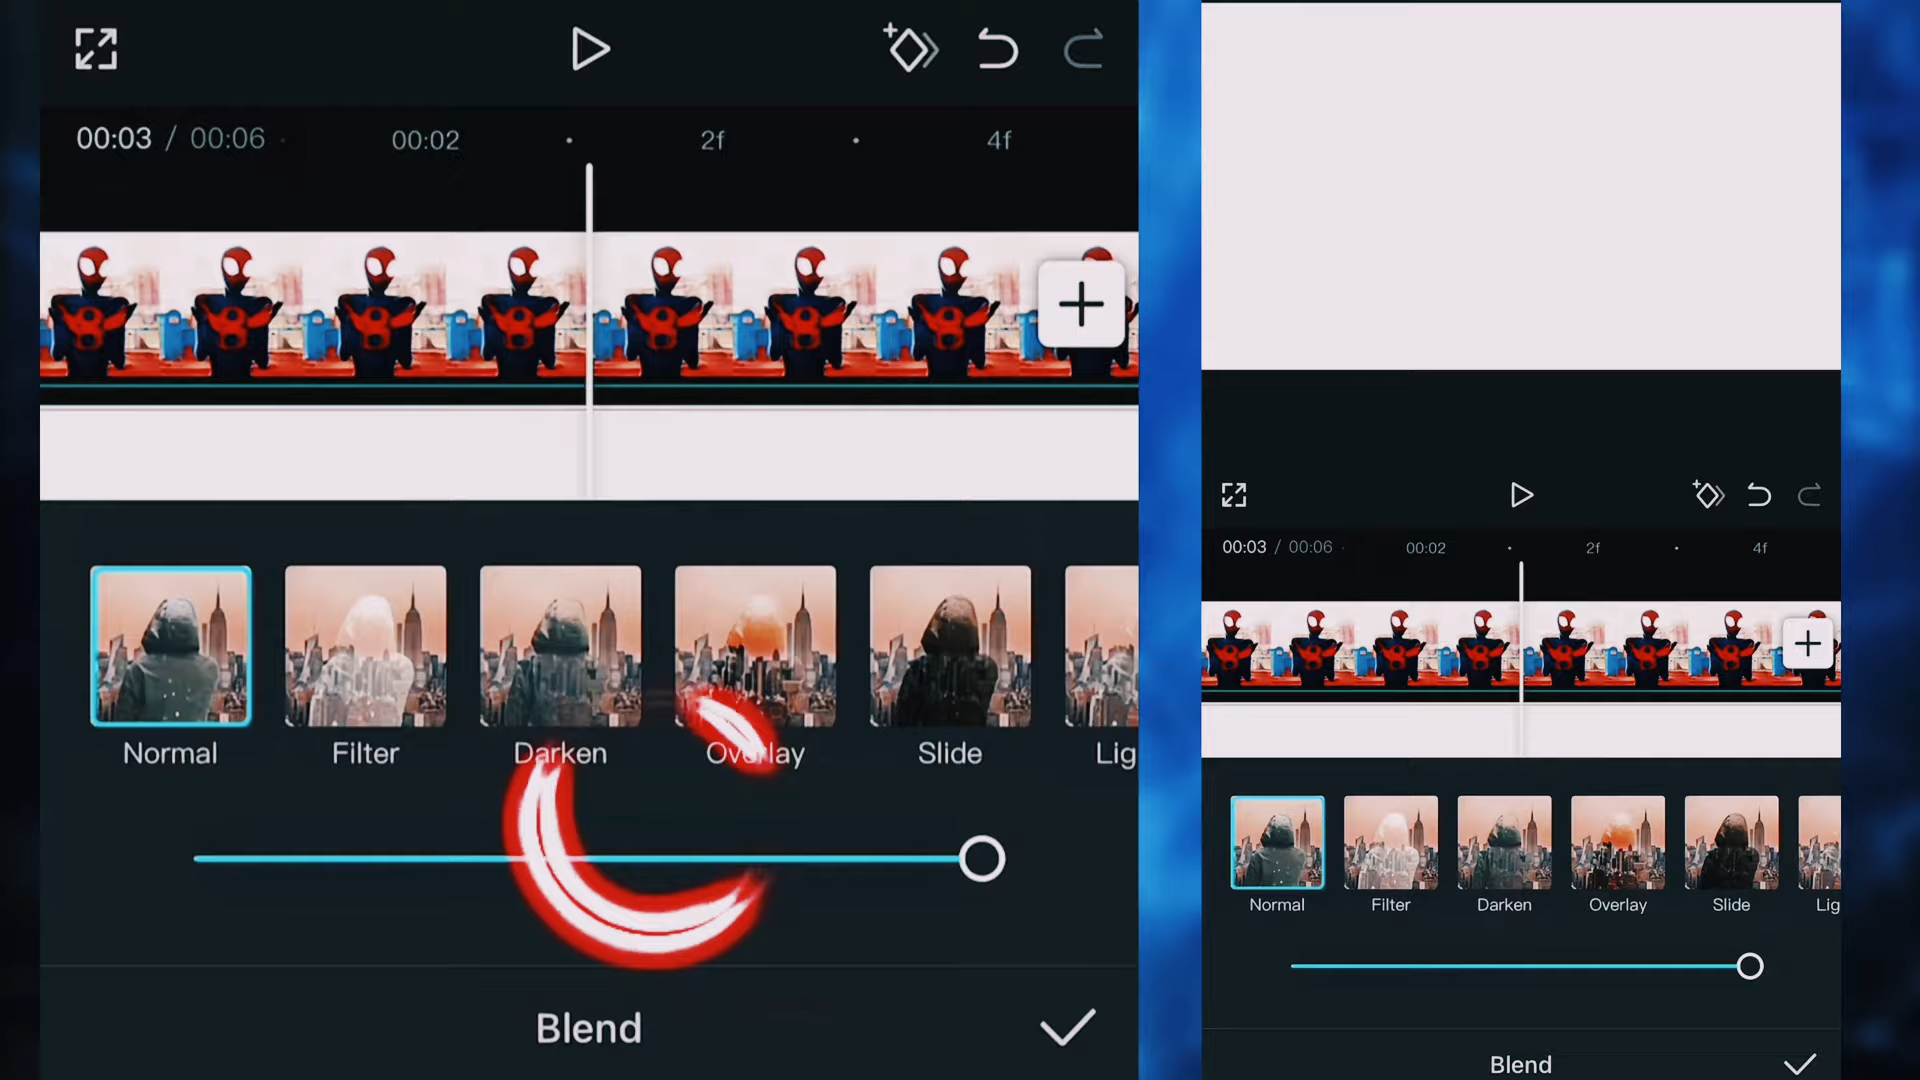 00:03 / 00:06 00:02 2f 4f
Normal Filter Darken Overlay Slide Lig
Blend
00:03 / 00:06 00:02 2f 4f
Normal Filter Darken Overlay Slide Lig
Blend